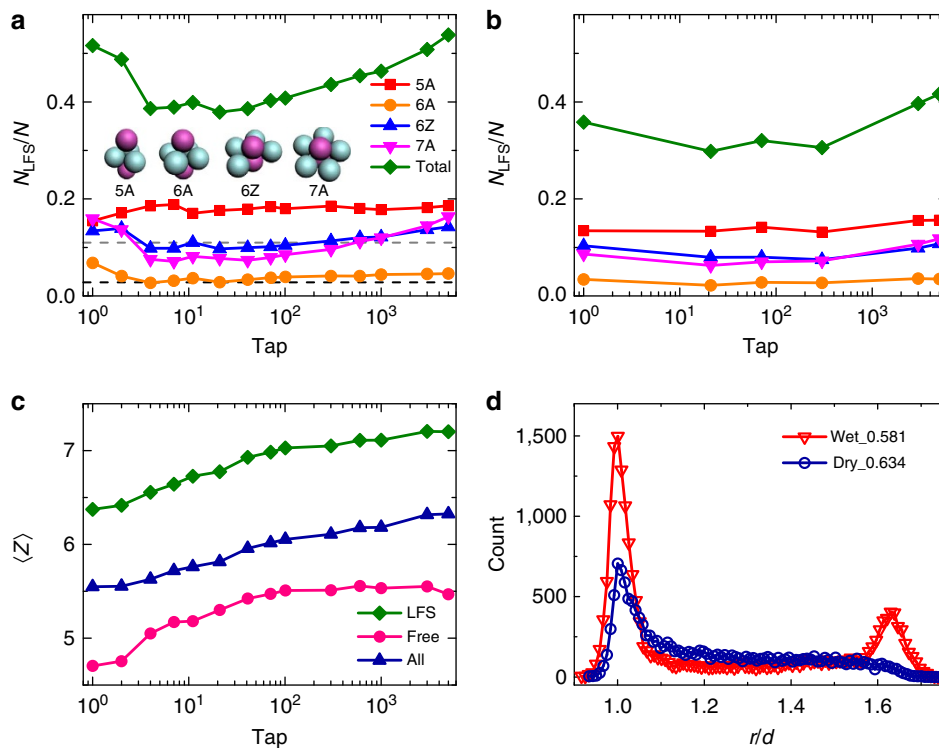 a
N_LFS/N
0.4
0.2
0.0
5A
6A
6Z
7A
Total
5A 6A 6Z 7A
10^0 10^1 10^2 10^3
Tap
b
N_LFS/N
0.4
0.2
0.0
10^0 10^1 10^2 10^3
Tap
c
⟨Z⟩
7
6
5
LFS
Free
All
10^0 10^1 10^2 10^3
Tap
d
Count
1,500
1,000
500
0
Wet_0.581
Dry_0.634
1.0 1.2 1.4 1.6
r/d